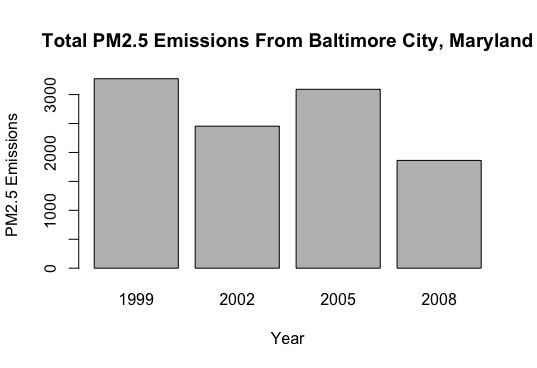 Total PM2.5 Emissions From Baltimore City, Maryland
PM2.5 Emissions
3000
2000
1000
0
1999 2002 2005 2008
Year